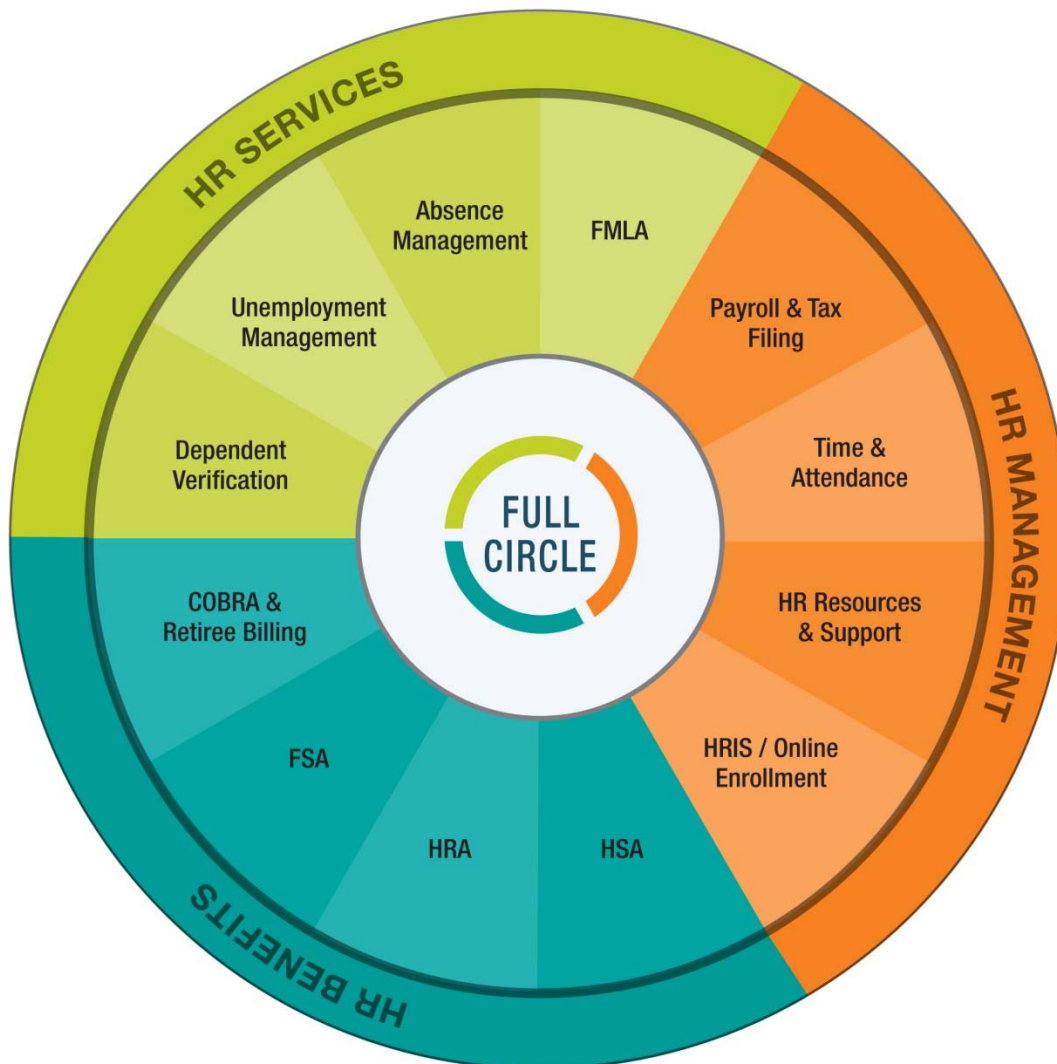 HR SERVICES
Absence
Management
FMLA
Unemployment
Management
Payroll & Tax
Filing
Dependent
Verification
Time &
Attendance
HR MANAGEMENT
FULL
CIRCLE
COBRA &
Retiree Billing
HR Resources
& Support
FSA
HRIS / Online
Enrollment
HRA
HSA
HR BENEFITS